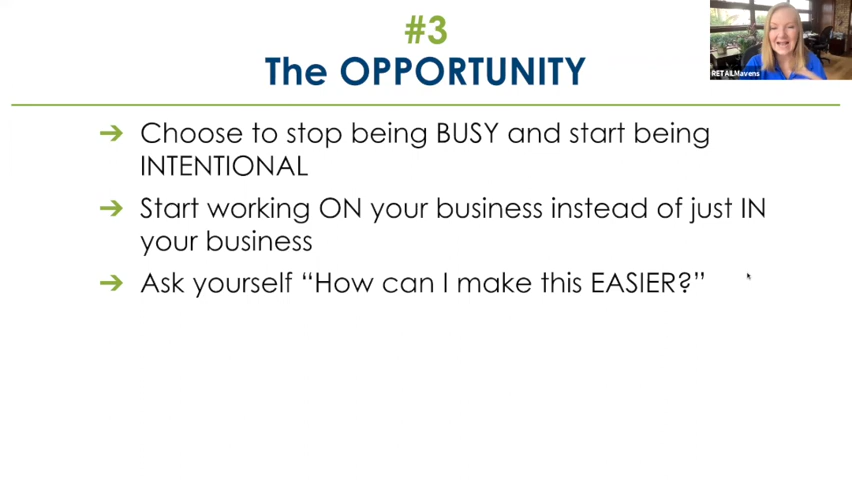 #3
The OPPORTUNITY
RETAILMavens
➔ Choose to stop being BUSY and start being
INTENTIONAL
➔ Start working ON your business instead of just IN
your business
➔ Ask yourself “How can I make this EASIER?”